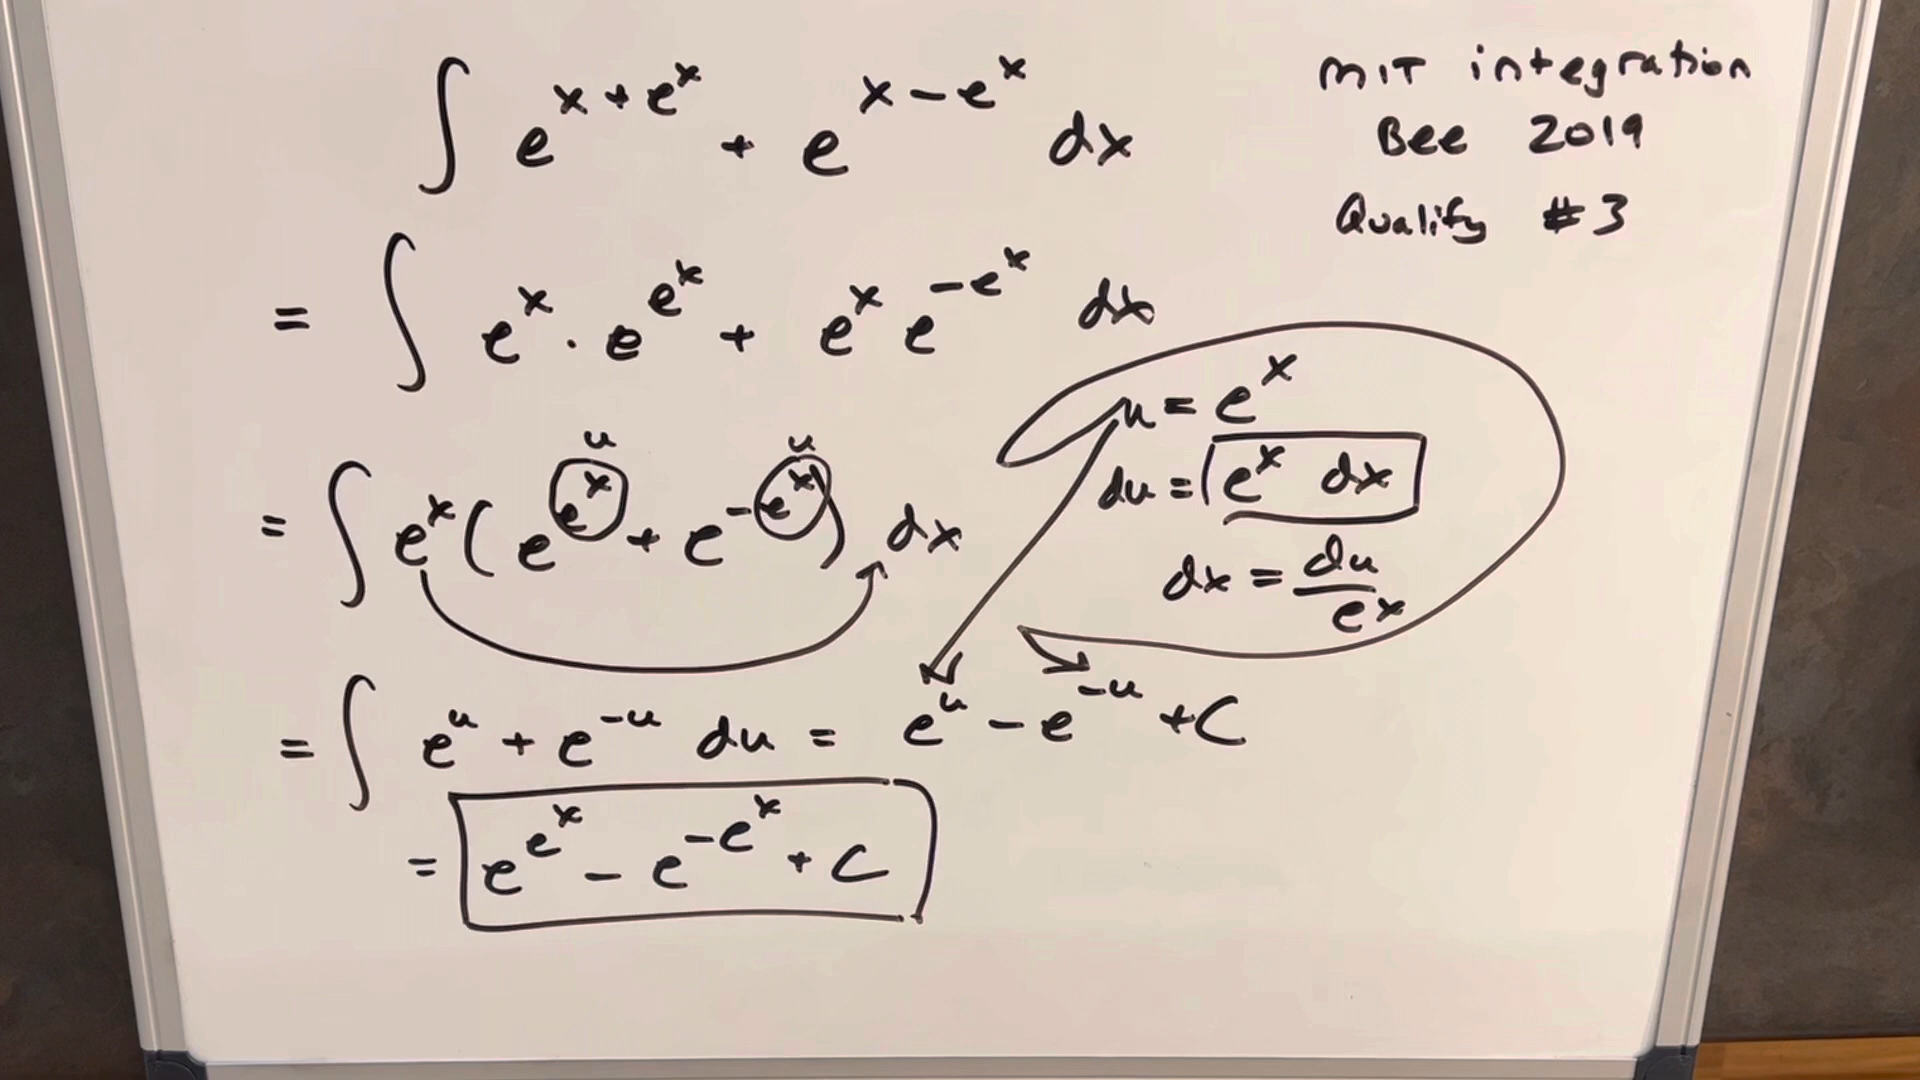 ∫ e^{x+e^x} + e^{x-e^x} dx
MIT integration
Bee 2019
Qualify #3
= ∫ e^x · e^{e^x} + e^x e^{-e^x} dx
u = e^x
du = e^x dx
dx = du/e^x
u u
= ∫ e^x ( e^{e^x} + e^{-e^x} ) dx
= ∫ e^u + e^{-u} du = e^u - e^{-u} + C
= e^{e^x} - e^{-e^x} + C